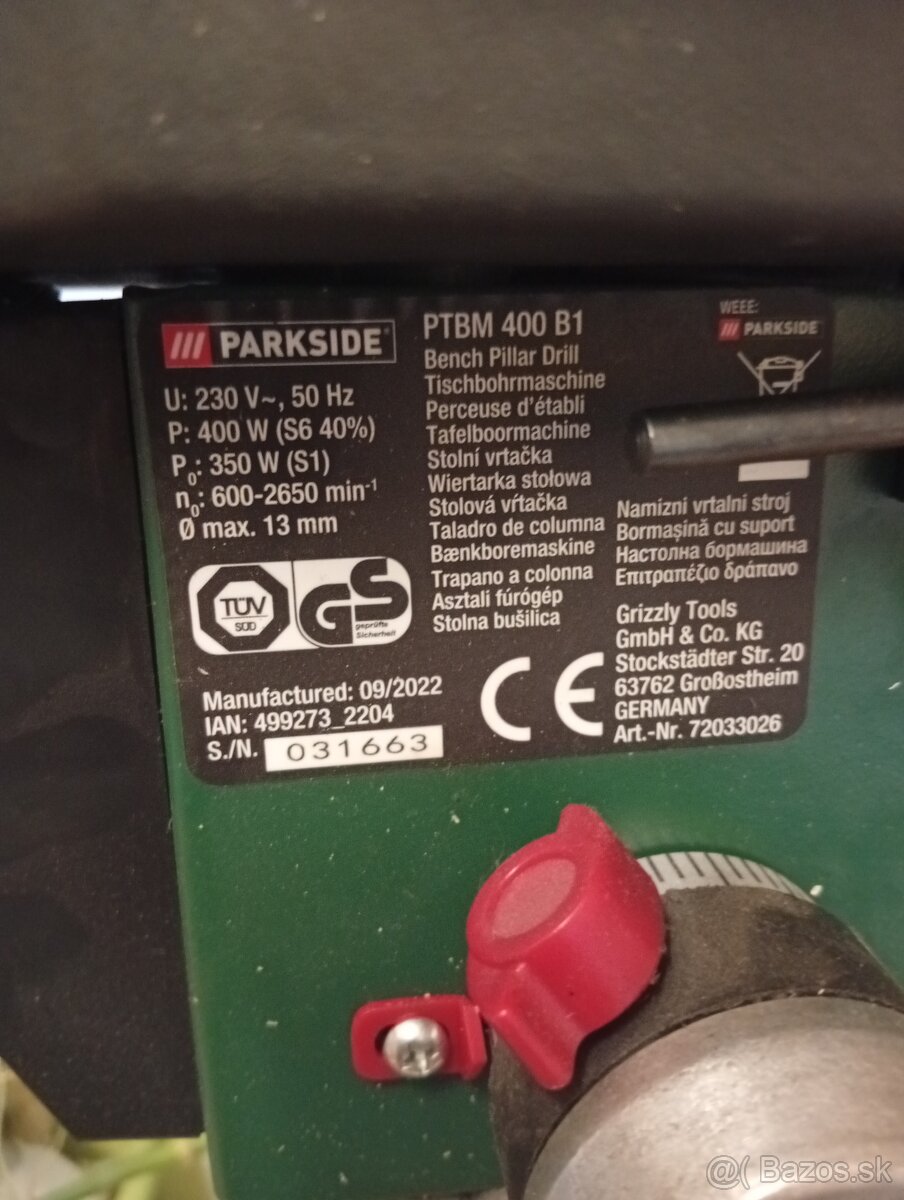 PARKSIDE®
U: 230 V~, 50 Hz
P: 400 W (S6 40%)
P0: 350 W (S1)
n0: 600-2650 min-1
Ø max. 13 mm
TÜV
SÜD
GS
geprüfte
Sicherheit
Manufactured: 09/2022
IAN: 499273_2204
S./N. 031663
PTBM 400 B1
Bench Pillar Drill
Tischbohrmaschine
Perceuse d'établi
Tafelboormachine
Stolní vrtačka
Wiertarka stołowa
Stolová vŕtačka
Taladro de columna
Bænkboremaskine
Trapano a colonna
Asztali fúrógép
Stolna bušilica
CE
WEEE:
PARKSIDE®
Namizni vrtalni stroj
Bormașină cu suport
Настолна бормашина
Επιτραπέζιο δράπανο
Grizzly Tools
GmbH & Co. KG
Stockstädter Str. 20
63762 Großostheim
GERMANY
Art.-Nr. 72033026
@( Bazos.sk